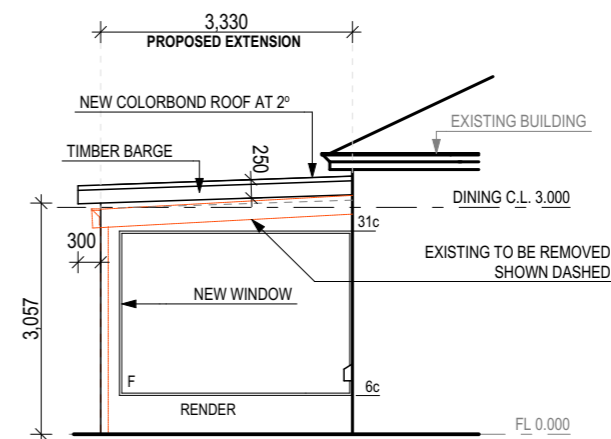 3,330
PROPOSED EXTENSION
NEW COLORBOND ROOF AT 2º
EXISTING BUILDING
TIMBER BARGE
250
DINING C.L. 3.000
31c
300
EXISTING TO BE REMOVED
SHOWN DASHED
NEW WINDOW
3,057
F
6c
RENDER
FL 0.000